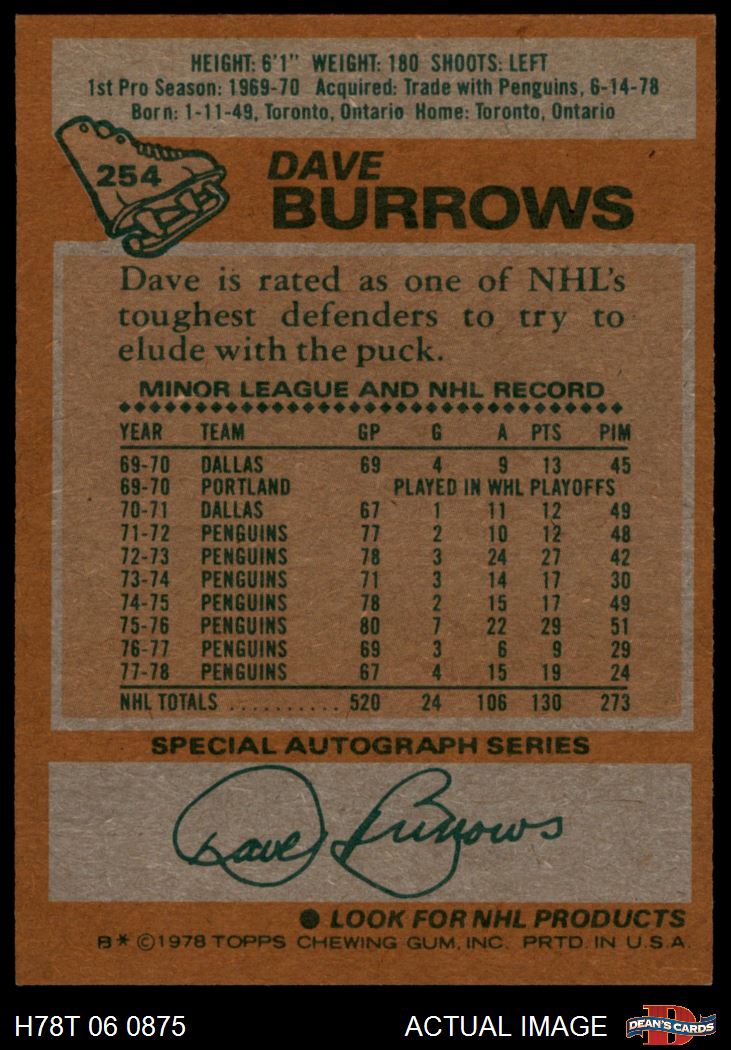 HEIGHT: 6'1" WEIGHT: 180 SHOOTS: LEFT
1st Pro Season: 1969-70 Acquired: Trade with Penguins, 6-14-78
Born: 1-11-49, Toronto, Ontario Home: Toronto, Ontario
254
DAVE
BURROWS
Dave is rated as one of NHL's
toughest defenders to try to
elude with the puck.
MINOR LEAGUE AND NHL RECORD
YEAR TEAM GP G A PTS PIM
69-70 DALLAS 69 4 9 13 45
69-70 PORTLAND PLAYED IN WHL PLAYOFFS
70-71 DALLAS 67 1 11 12 49
71-72 PENGUINS 77 2 10 12 48
72-73 PENGUINS 78 3 24 27 42
73-74 PENGUINS 71 3 14 17 30
74-75 PENGUINS 78 2 15 17 49
75-76 PENGUINS 80 7 22 29 51
76-77 PENGUINS 69 3 6 9 29
77-78 PENGUINS 67 4 15 19 24
NHL TOTALS .......... 520 24 106 130 273
SPECIAL AUTOGRAPH SERIES
Dave Burrows
● LOOK FOR NHL PRODUCTS
B* ©1978 TOPPS CHEWING GUM, INC. PRTD. IN U.S.A.
H78T 06 0875 ACTUAL IMAGE D DEAN'S CARDS